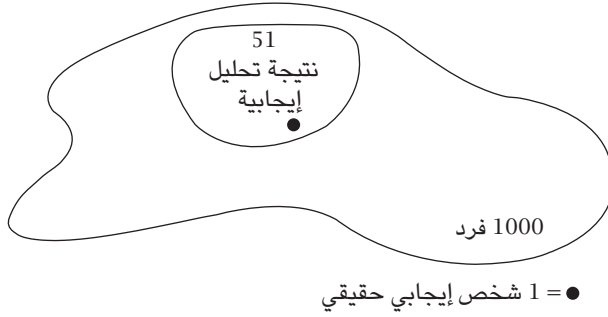 51
نتيجة تحليل
إيجابية
1000 فرد
● = 1 شخص إيجابي حقيقي